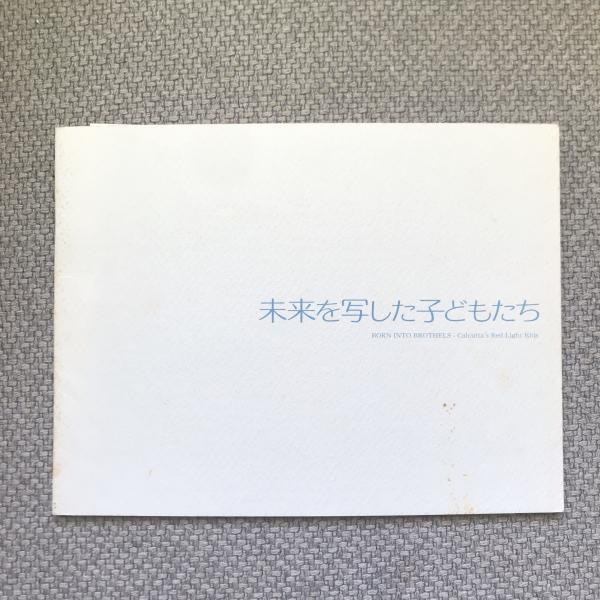 未来を写した子どもたち
BORN INTO BROTHELS - Calcutta's Red Light Kids